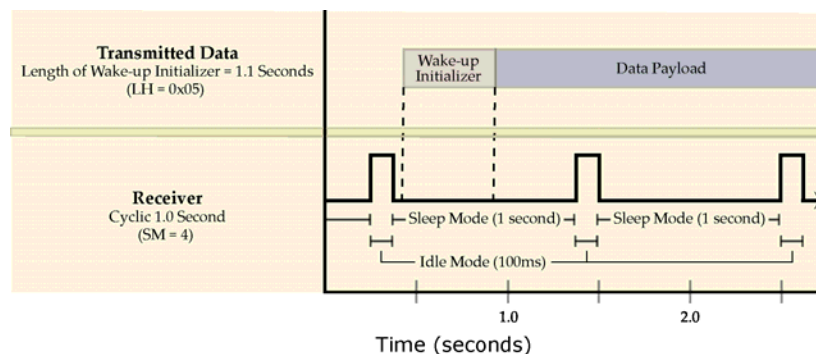 Transmitted Data
Length of Wake-up Initializer = 1.1 Seconds
(LH = 0x05)
Wake-up
Initializer
Data Payload
Receiver
Cyclic 1.0 Second
(SM = 4)
Sleep Mode (1 second)
Sleep Mode (1 second)
Idle Mode (100ms)
1.0
2.0
Time (seconds)